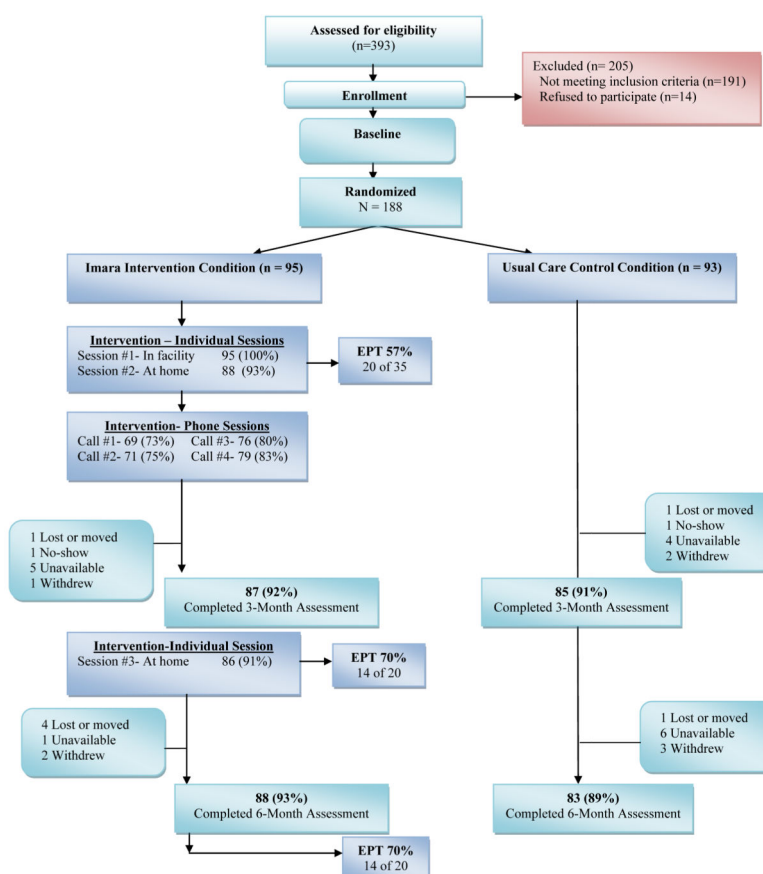 Assessed for eligibility
(n=393)
Excluded (n= 205)
Not meeting inclusion criteria (n=191)
Refused to participate (n=14)
Enrollment
Baseline
Randomized
N = 188
Imara Intervention Condition (n = 95)
Usual Care Control Condition (n = 93)
Intervention – Individual Sessions
Session #1- In facility 95 (100%)
Session #2- At home 88 (93%)
EPT 57%
20 of 35
Intervention- Phone Sessions
Call #1- 69 (73%) Call #3- 76 (80%)
Call #2- 71 (75%) Call #4- 79 (83%)
1 Lost or moved
1 No-show
5 Unavailable
1 Withdrew
1 Lost or moved
1 No-show
4 Unavailable
2 Withdrew
87 (92%)
Completed 3-Month Assessment
85 (91%)
Completed 3-Month Assessment
Intervention-Individual Session
Session #3- At home 86 (91%)
EPT 70%
14 of 20
4 Lost or moved
1 Unavailable
2 Withdrew
1 Lost or moved
6 Unavailable
3 Withdrew
88 (93%)
Completed 6-Month Assessment
83 (89%)
Completed 6-Month Assessment
EPT 70%
14 of 20